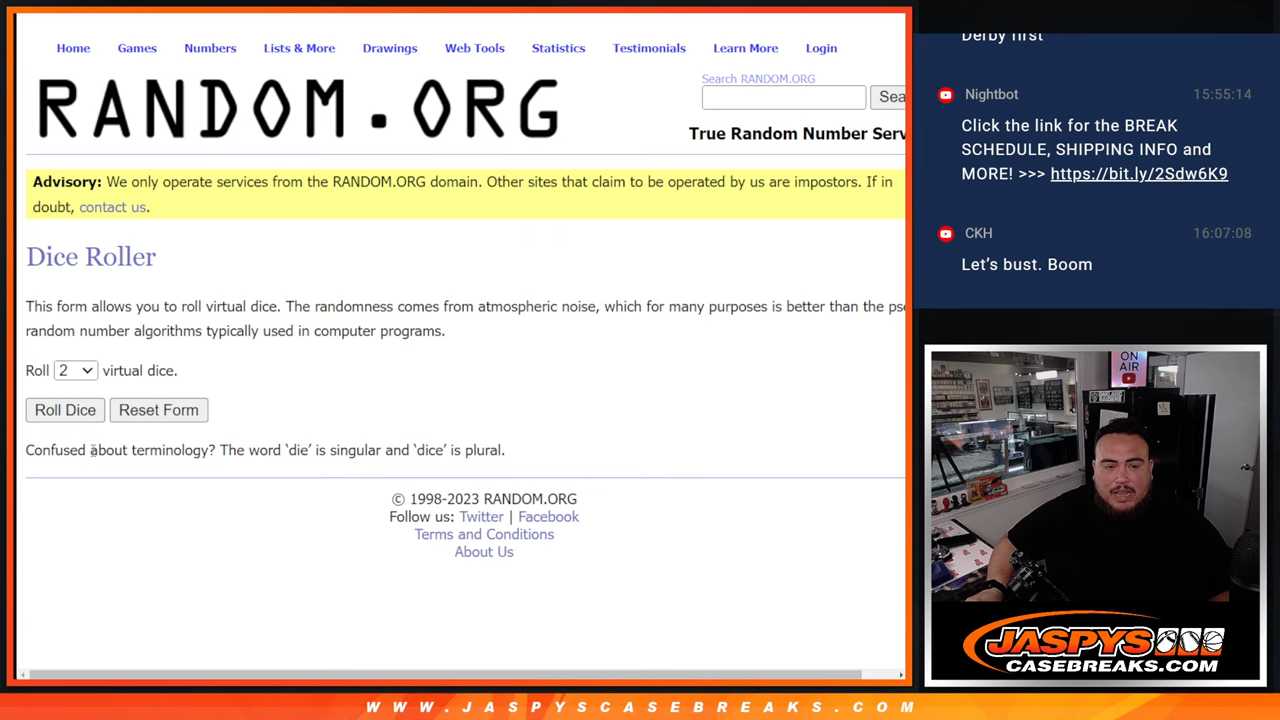 Home Games Numbers Lists & More Drawings Web Tools Statistics Testimonials Learn More Login
RANDOM.ORG
Search RANDOM.ORG
Sea
True Random Number Serv
Advisory: We only operate services from the RANDOM.ORG domain. Other sites that claim to be operated by us are impostors. If in
doubt, contact us.
Dice Roller
This form allows you to roll virtual dice. The randomness comes from atmospheric noise, which for many purposes is better than the pse
random number algorithms typically used in computer programs.
Roll 2 virtual dice.
Roll Dice Reset Form
Confused about terminology? The word ‘die’ is singular and ‘dice’ is plural.
© 1998-2023 RANDOM.ORG
Follow us: Twitter | Facebook
Terms and Conditions
About Us
Derby first
Nightbot 15:55:14
Click the link for the BREAK
SCHEDULE, SHIPPING INFO and
MORE! >>> https://bit.ly/2Sdw6K9
CKH 16:07:08
Let’s bust. Boom
ON
AIR
JASPYS
CASEBREAKS.COM
WWW.JASPYSCASEBREAKS.COM